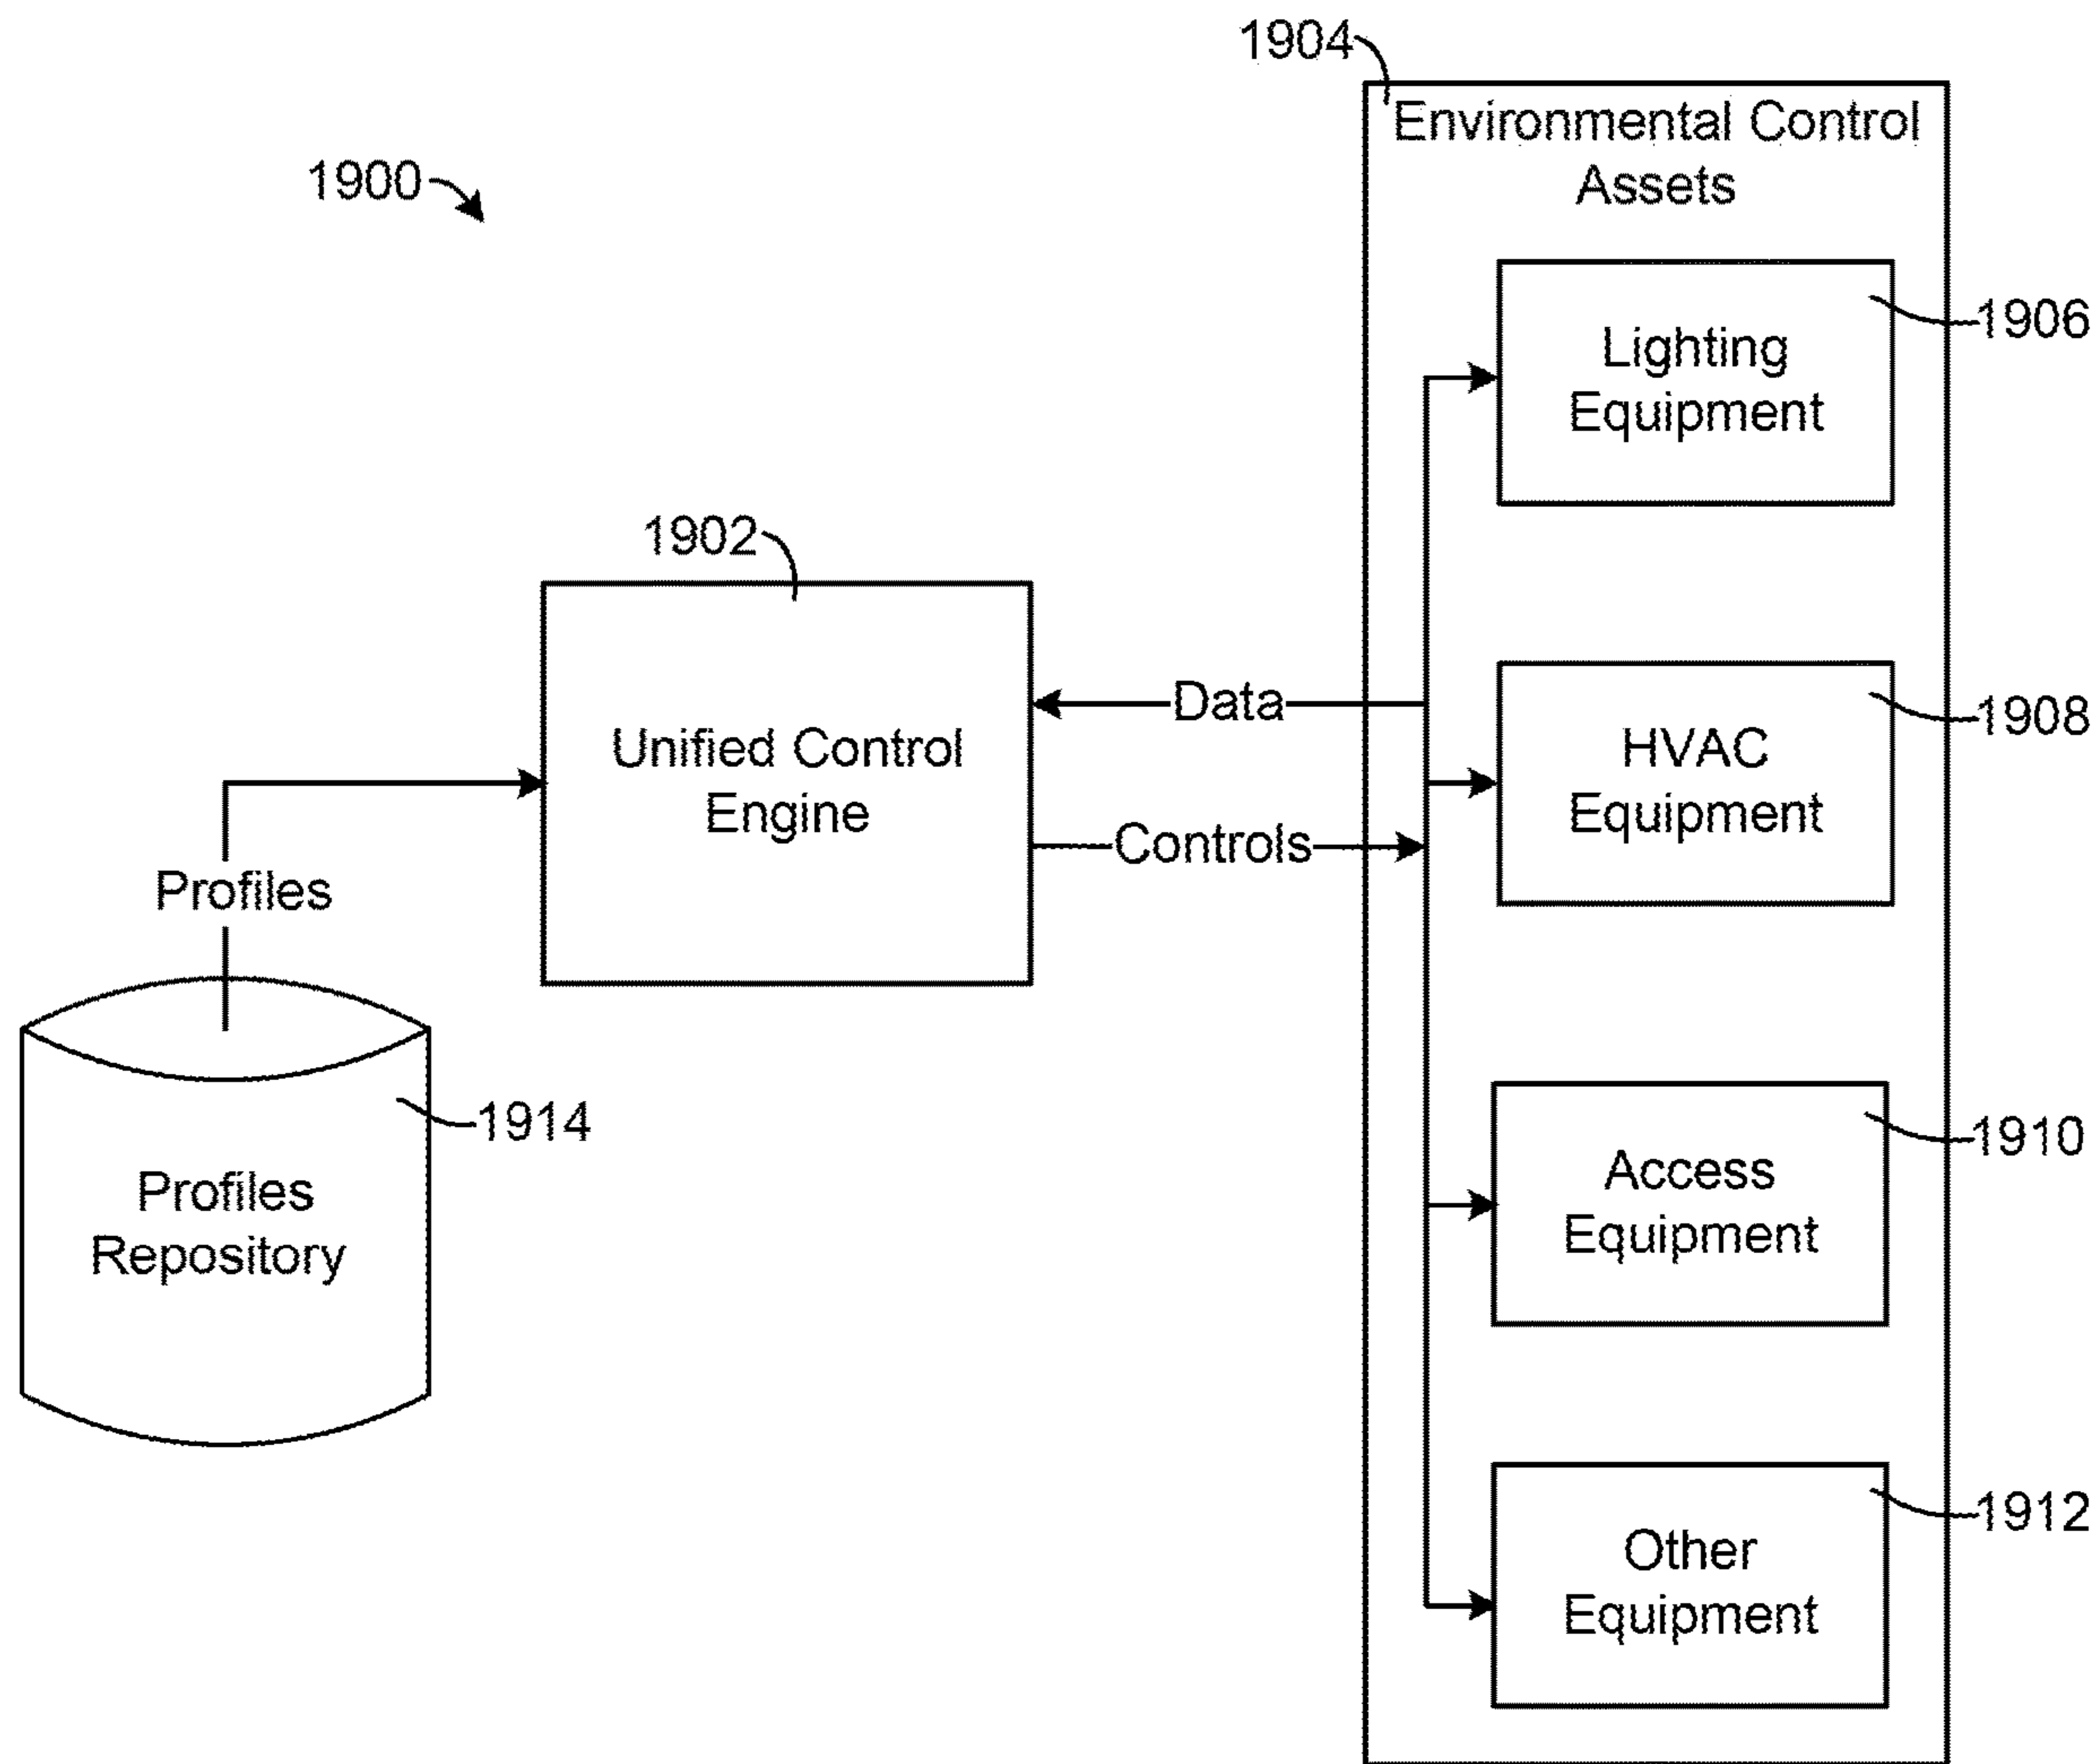 1904
Environmental Control
Assets
1900
1906
Lighting
Equipment
1902
Unified Control
Engine
Data
Controls
1908
HVAC
Equipment
Profiles
1914
Profiles
Repository
1910
Access
Equipment
1912
Other
Equipment